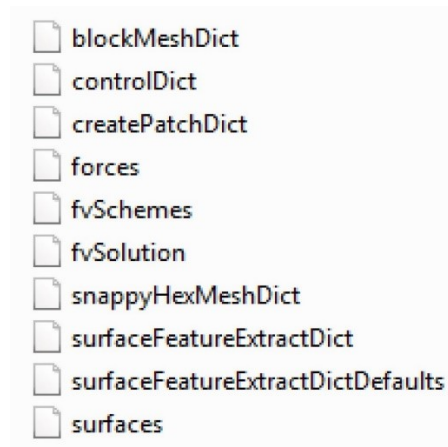 blockMeshDict
controlDict
createPatchDict
forces
fvSchemes
fvSolution
snappyHexMeshDict
surfaceFeatureExtractDict
surfaceFeatureExtractDictDefaults
surfaces